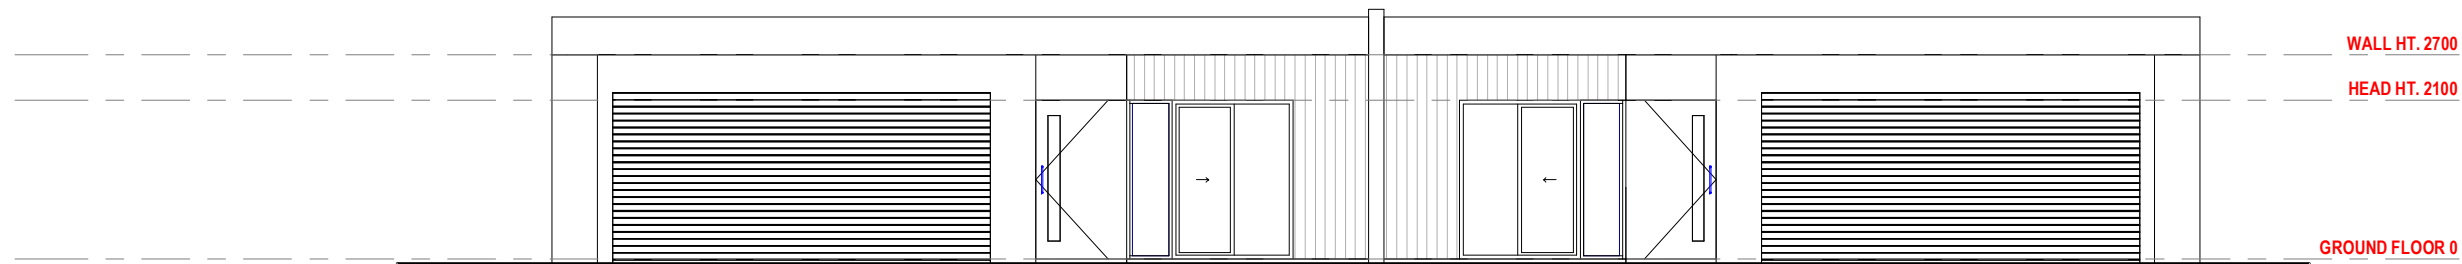 WALL HT. 2700
HEAD HT. 2100
GROUND FLOOR 0